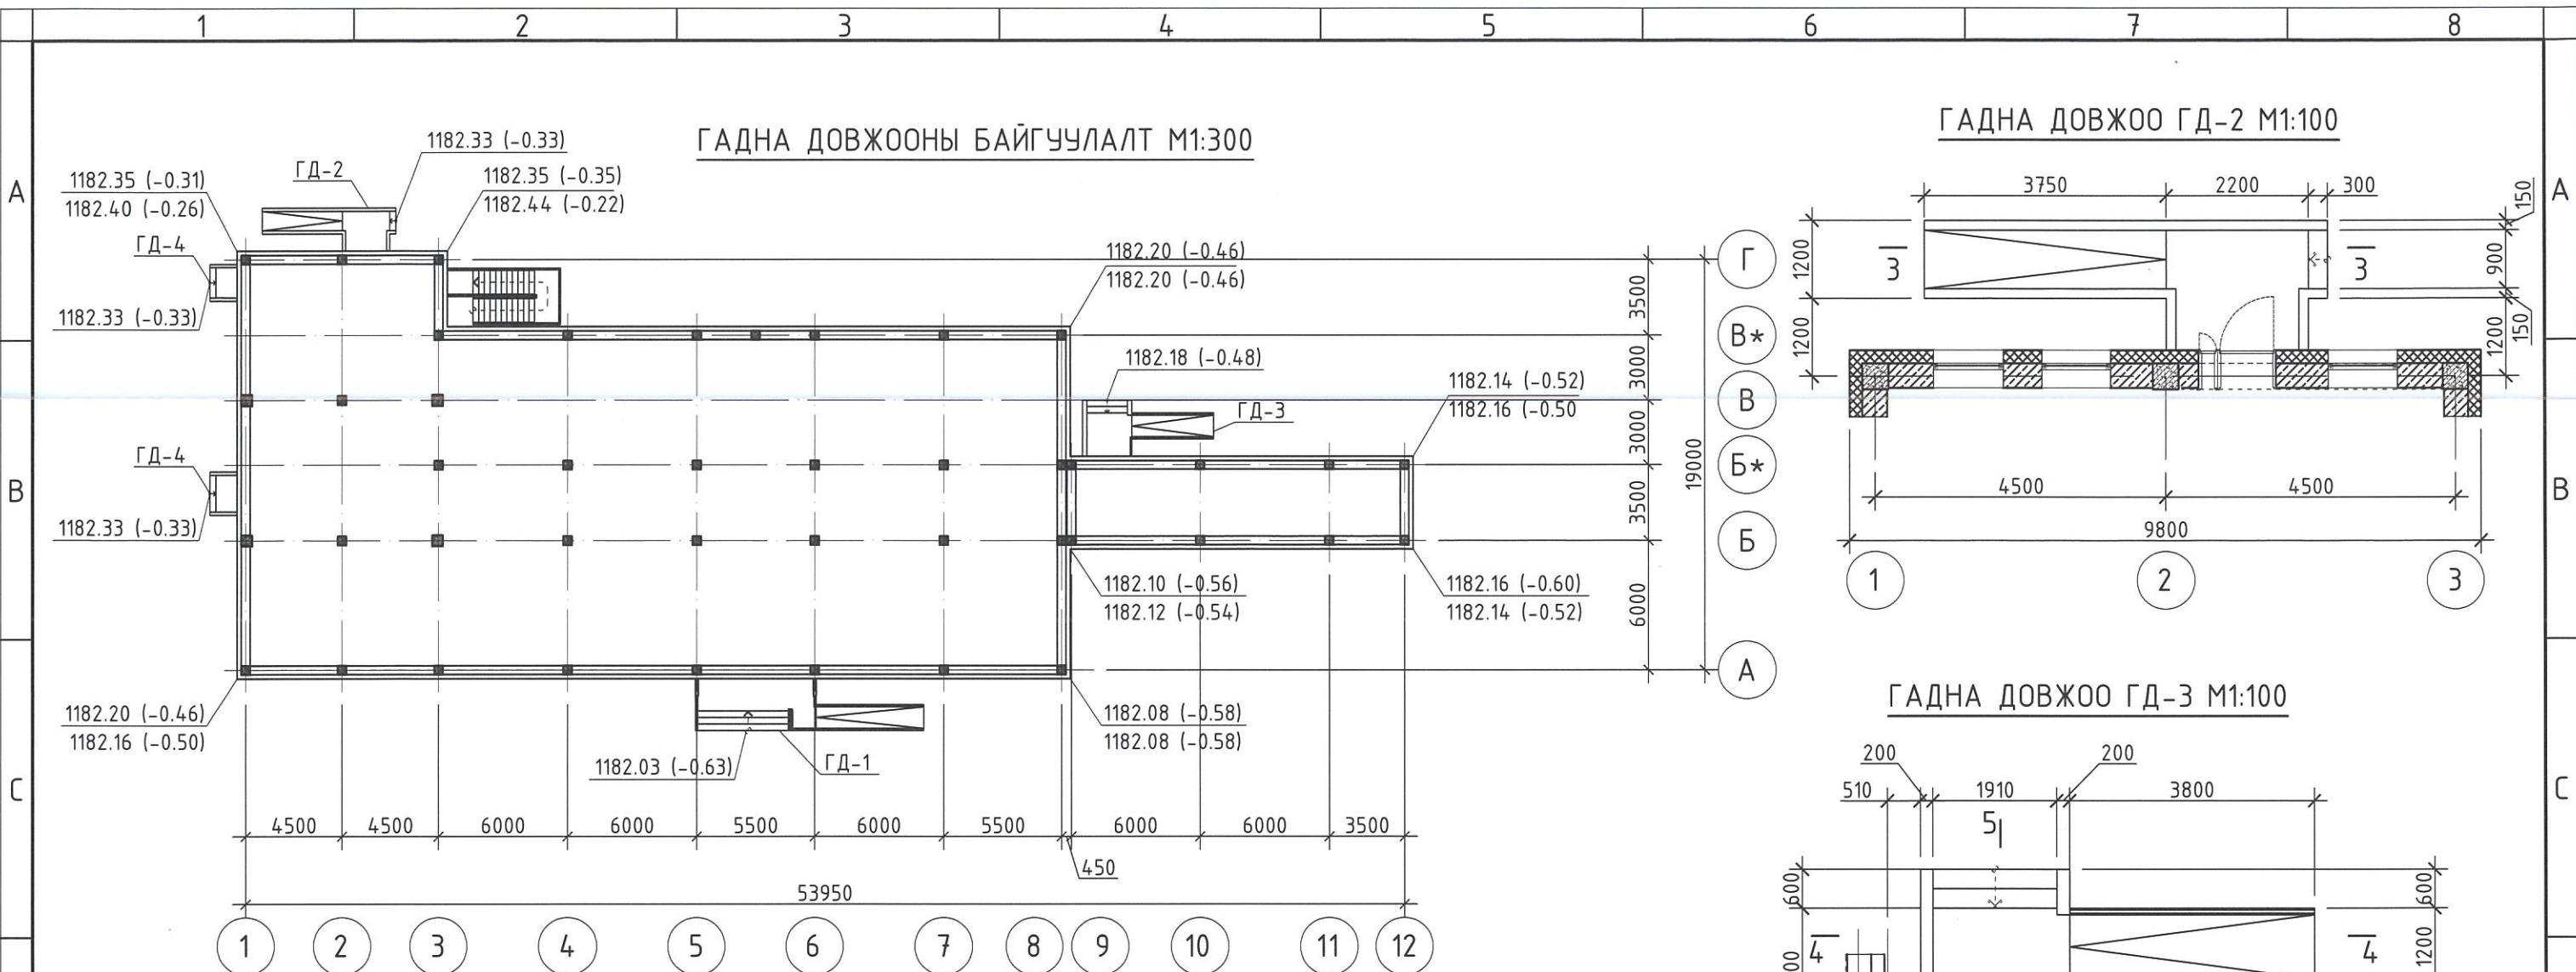 1 2 3 4 5 6 7 8
A
B
C
A
B
C
ГАДНА ДОВЖООНЫ БАЙГУУЛАЛТ М1:300
1182.33 (-0.33)
ГД-2
1182.35 (-0.31)
1182.40 (-0.26)
1182.35 (-0.35)
1182.44 (-0.22)
ГД-4
1182.33 (-0.33)
1182.20 (-0.46)
1182.20 (-0.46)
1182.18 (-0.48)
ГД-3
1182.14 (-0.52)
1182.16 (-0.50
ГД-4
1182.33 (-0.33)
1182.10 (-0.56)
1182.12 (-0.54)
1182.16 (-0.60)
1182.14 (-0.52)
1182.20 (-0.46)
1182.16 (-0.50)
1182.08 (-0.58)
1182.08 (-0.58)
1182.03 (-0.63)
ГД-1
3500
3000
3000
3500
6000
19000
Г
В*
В
Б*
Б
А
4500 4500 6000 6000 5500 6000 5500 6000 6000 3500
450
53950
1 2 3 4 5 6 7 8 9 10 11 12
ГАДНА ДОВЖОО ГД-2 М1:100
3750 2200 300
150
1200
900
3 3
1200
1200
150
4500 4500
9800
1 2 3
ГАДНА ДОВЖОО ГД-3 М1:100
200 200
510 1910 3800
5
600 600
4 4
1200